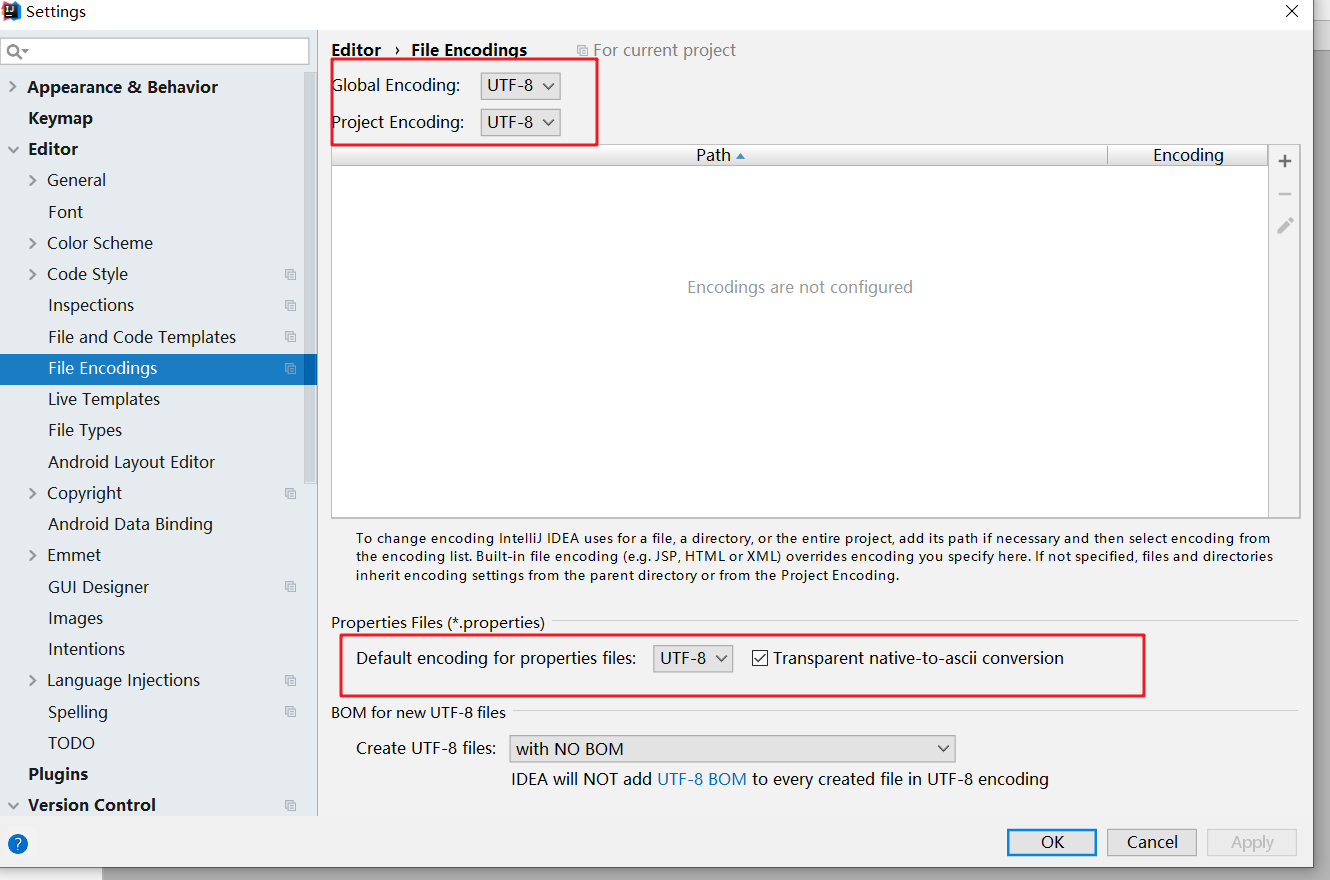 Settings
Editor › File Encodings For current project
Global Encoding: UTF-8
Project Encoding: UTF-8
Path Encoding
Encodings are not configured
To change encoding IntelliJ IDEA uses for a file, a directory, or the entire project, add its path if necessary and then select encoding from
the encoding list. Built-in file encoding (e.g. JSP, HTML or XML) overrides encoding you specify here. If not specified, files and directories
inherit encoding settings from the parent directory or from the Project Encoding.
Properties Files (*.properties)
Default encoding for properties files: UTF-8 Transparent native-to-ascii conversion
BOM for new UTF-8 files
Create UTF-8 files: with NO BOM
IDEA will NOT add UTF-8 BOM to every created file in UTF-8 encoding
Appearance & Behavior
Keymap
Editor
General
Font
Color Scheme
Code Style
Inspections
File and Code Templates
File Encodings
Live Templates
File Types
Android Layout Editor
Copyright
Android Data Binding
Emmet
GUI Designer
Images
Intentions
Language Injections
Spelling
TODO
Plugins
Version Control
?
OK Cancel Apply